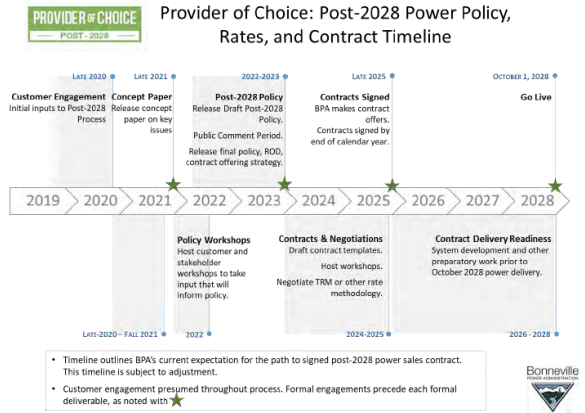 PROVIDER OF CHOICE
POST - 2028
Provider of Choice: Post-2028 Power Policy,
Rates, and Contract Timeline
LATE 2020
LATE 2021
2022-2023
LATE 2025
OCTOBER 1, 2028
Customer Engagement
Initial inputs to Post-2028
Process
Concept Paper
Release concept
paper on key
issues
Post-2028 Policy
Release Draft Post-2028
Policy.
Public Comment Period.
Release final policy, ROD,
contract offering strategy.
Contracts Signed
BPA makes contract
offers.
Contracts signed by
end of calendar year.
Go Live
2019
2020
2021
2022
2023
2024
2025
2026
2027
2028
Policy Workshops
Host customer and
stakeholder
workshops to take
input that will
inform policy.
Contracts & Negotiations
Draft contract templates.
Host workshops.
Negotiate TRM or other rate
methodology.
Contract Delivery Readiness
System development and other
preparatory work prior to
October 2028 power delivery.
LATE-2020 – FALL 2021
2022
2024-2025
2026 - 2028
• Timeline outlines BPA's current expectation for the path to signed post-2028 power sales contract.
This timeline is subject to adjustment.
• Customer engagement presumed throughout process. Formal engagements precede each formal
deliverable, as noted with
Bonneville
POWER ADMINISTRATION